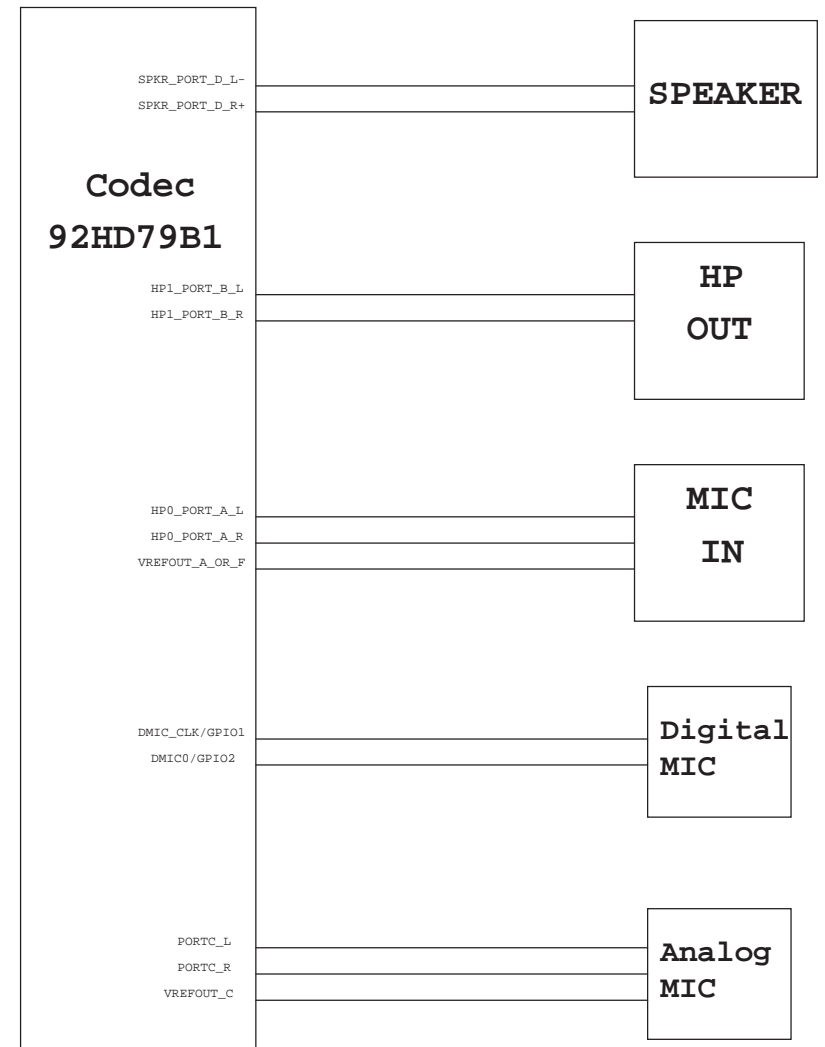 SPKR_PORT_D_L-
SPKR_PORT_D_R+
SPEAKER
Codec
92HD79B1
HP1_PORT_B_L
HP1_PORT_B_R
HP
OUT
HP0_PORT_A_L
HP0_PORT_A_R
VREFOUT_A_OR_F
MIC
IN
DMIC_CLK/GPIO1
DMIC0/GPIO2
Digital
MIC
PORTC_L
PORTC_R
VREFOUT_C
Analog
MIC